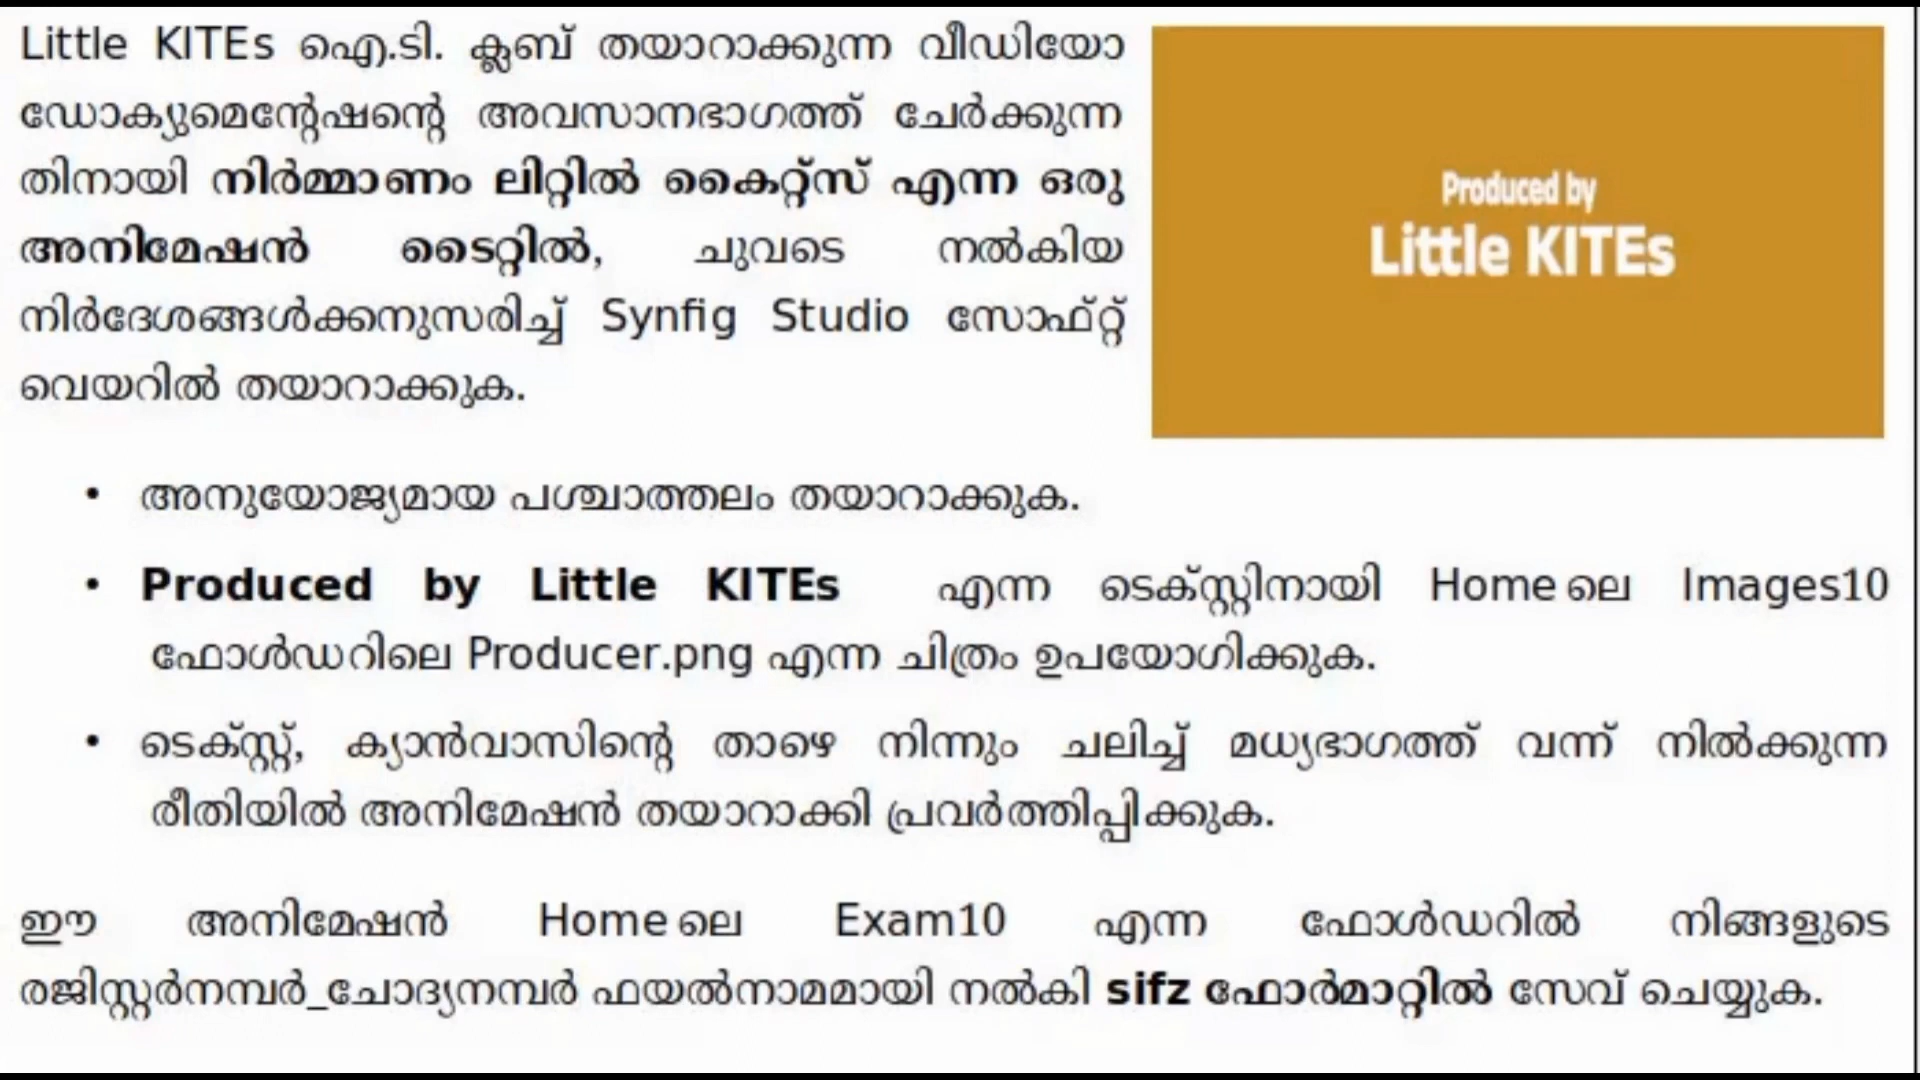 Little KITEs ഐ.ടി. ക്ലബ് തയാറാക്കുന്ന വീഡിയോ
ഡോക്യുമെന്റേഷന്റെ അവസാനഭാഗത്ത് ചേർക്കുന്ന
തിനായി നിർമ്മാണം ലിറ്റിൽ കൈറ്റ്സ് എന്ന ഒരു
അനിമേഷൻ ടൈറ്റിൽ, ചുവടെ നൽകിയ
നിർദേശങ്ങൾക്കനുസരിച്ച് Synfig Studio സോഫ്റ്റ്
വെയറിൽ തയാറാക്കുക.
Produced by
Little KITEs
• അനുയോജ്യമായ പശ്ചാത്തലം തയാറാക്കുക.
• Produced by Little KITEs എന്ന ടെക്സ്റ്റിനായി Home ലെ Images10
ഫോൾഡറിലെ Producer.png എന്ന ചിത്രം ഉപയോഗിക്കുക.
• ടെക്സ്റ്റ്, ക്യാൻവാസിന്റെ താഴെ നിന്നും ചലിച്ച് മധ്യഭാഗത്ത് വന്ന് നിൽക്കുന്ന
രീതിയിൽ അനിമേഷൻ തയാറാക്കി പ്രവർത്തിപ്പിക്കുക.
ഈ അനിമേഷൻ Home ലെ Exam10 എന്ന ഫോൾഡറിൽ നിങ്ങളുടെ
രജിസ്റ്റർനമ്പർ_ചോദ്യനമ്പർ ഫയൽനാമമായി നൽകി sifz ഫോർമാറ്റിൽ സേവ് ചെയ്യുക.